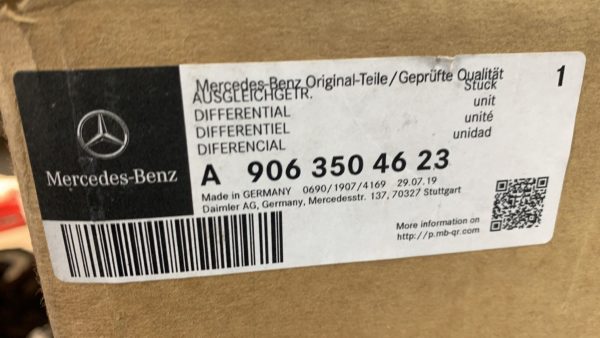 Mercedes-Benz Original-Teile/Geprüfte Qualität
AUSGLEICHGETR. Stück
DIFFERENTIAL unit
DIFFERENTIEL unité
DIFERENCIAL unidad
1
Mercedes-Benz
A 906 350 46 23
Made in GERMANY 0690/1907/4169 29.07.19
Daimler AG, Germany, Mercedesstr. 137, 70327 Stuttgart
More information on
http://p.mb-qr.com